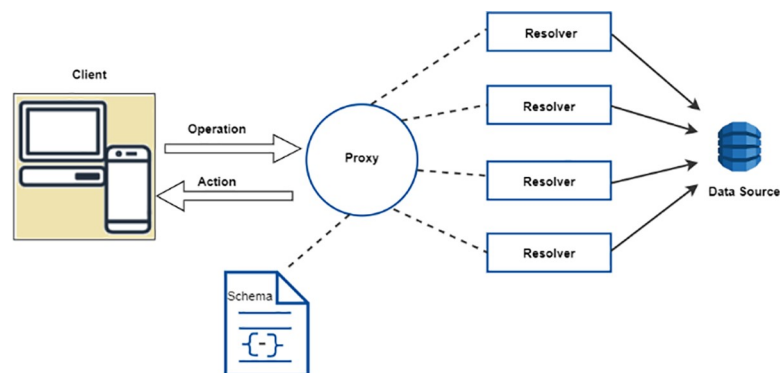 Resolver
Client
Resolver
Operation
Proxy
Action
Resolver
Data Source
Resolver
Schema
{-}